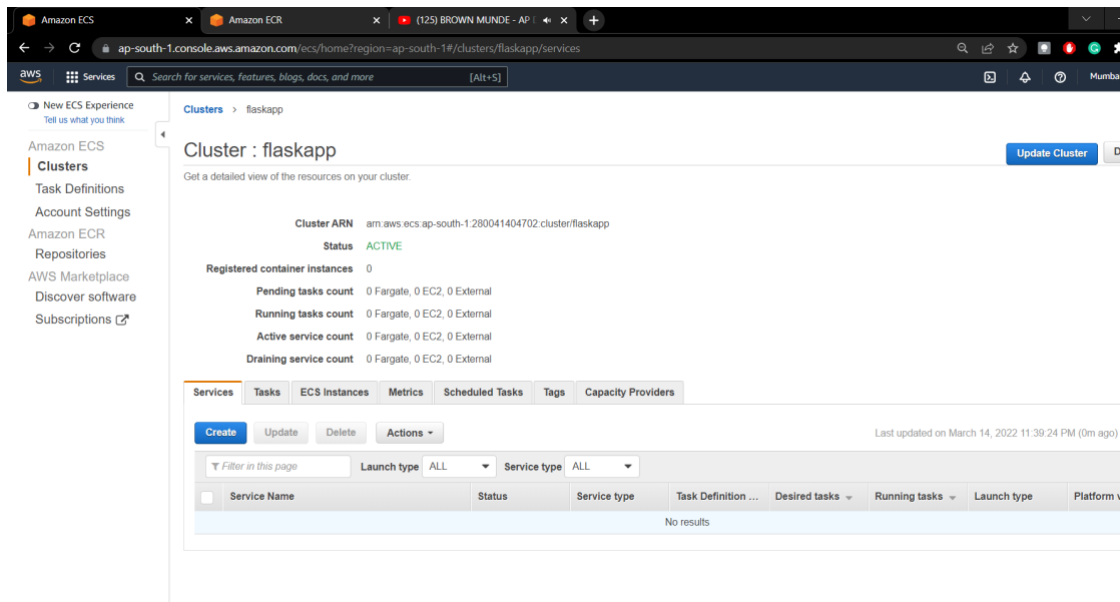 Amazon ECS
Amazon ECR
(125) BROWN MUNDE - AP
ap-south-1.console.aws.amazon.com/ecs/home?region=ap-south-1#/clusters/flaskapp/services
aws Services Search for services, features, blogs, docs, and more [Alt+S]
New ECS Experience
Tell us what you think
Amazon ECS
Clusters
Task Definitions
Account Settings
Amazon ECR
Repositories
AWS Marketplace
Discover software
Subscriptions
Clusters > flaskapp
Cluster : flaskapp
Update Cluster
Get a detailed view of the resources on your cluster.
Cluster ARN arn:aws:ecs:ap-south-1:280041404702:cluster/flaskapp
Status ACTIVE
Registered container instances 0
Pending tasks count 0 Fargate, 0 EC2, 0 External
Running tasks count 0 Fargate, 0 EC2, 0 External
Active service count 0 Fargate, 0 EC2, 0 External
Draining service count 0 Fargate, 0 EC2, 0 External
Services Tasks ECS Instances Metrics Scheduled Tasks Tags Capacity Providers
Create Update Delete Actions Last updated on March 14, 2022 11:39:24 PM (0m ago)
Filter in this page Launch type ALL Service type ALL
Service Name Status Service type Task Definition ... Desired tasks Running tasks Launch type Platform
No results